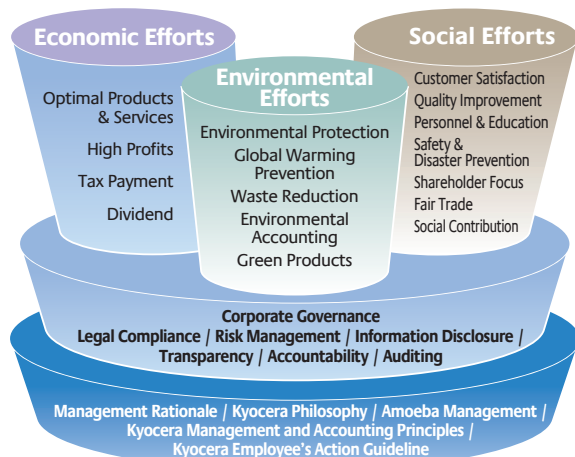 Economic Efforts
Optimal Products
& Services
High Profits
Tax Payment
Dividend
Environmental
Efforts
Environmental Protection
Global Warming
Prevention
Waste Reduction
Environmental
Accounting
Green Products
Social Efforts
Customer Satisfaction
Quality Improvement
Personnel & Education
Safety &
Disaster Prevention
Shareholder Focus
Fair Trade
Social Contribution
Corporate Governance
Legal Compliance / Risk Management / Information Disclosure /
Transparency / Accountability / Auditing
Management Rationale / Kyocera Philosophy / Amoeba Management /
Kyocera Management and Accounting Principles /
Kyocera Employee's Action Guideline